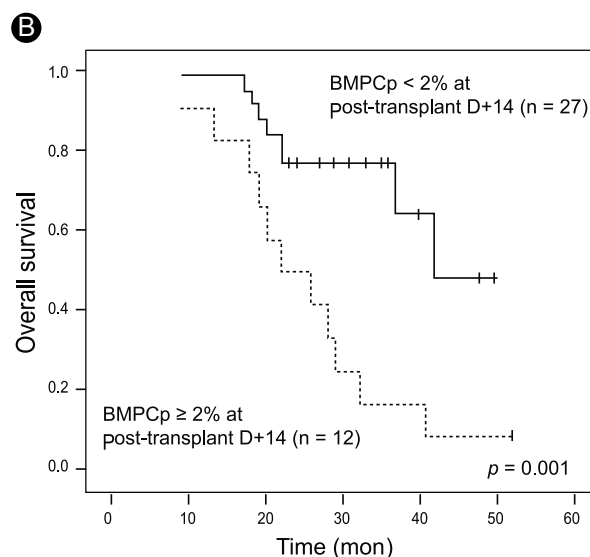 B
BMPCp < 2% at
post-transplant D+14 (n = 27)
1.0
0.8
0.6
0.4
0.2
0.0
Overall survival
BMPCp ≥ 2% at
post-transplant D+14 (n = 12)
p = 0.001
0 10 20 30 40 50 60
Time (mon)